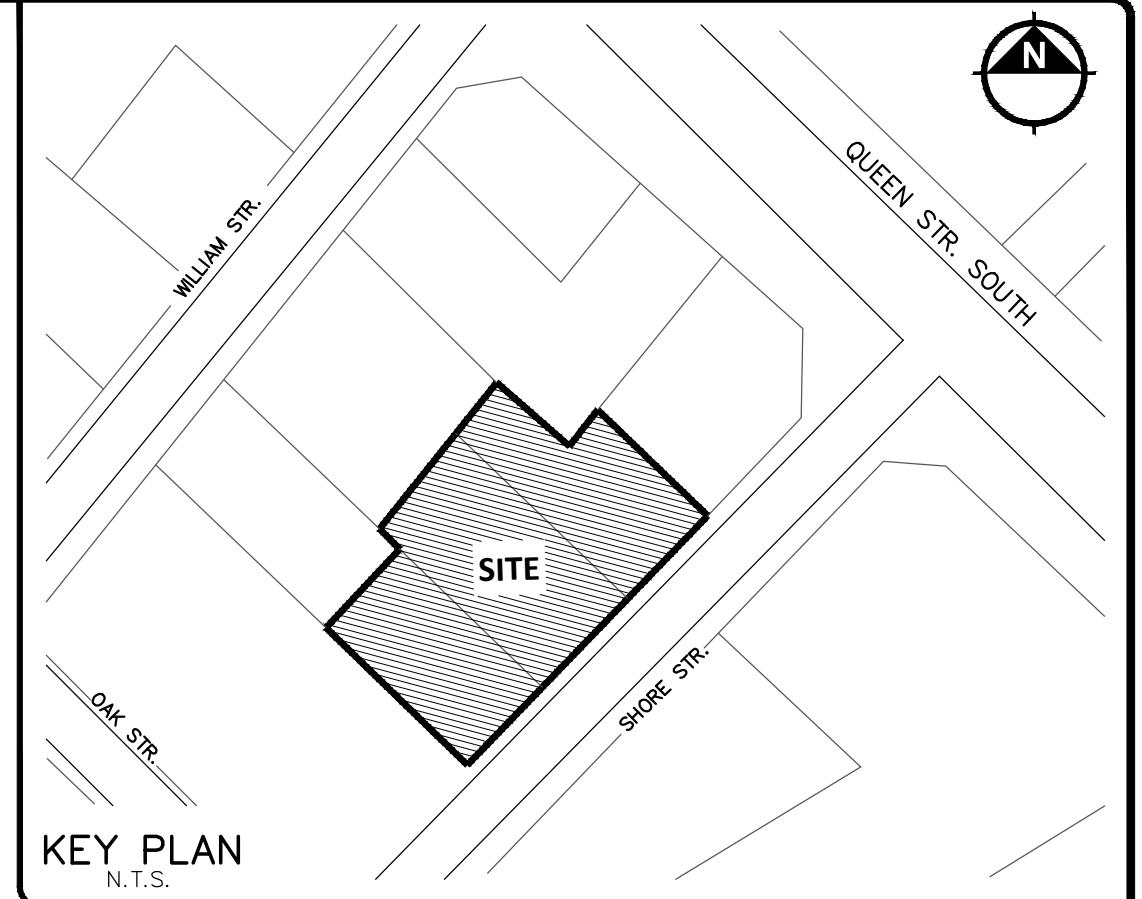 N
QUEEN STR. SOUTH
WILLIAM STR.
SITE
SHORE STR.
OAK STR.
KEY PLAN
N.T.S.